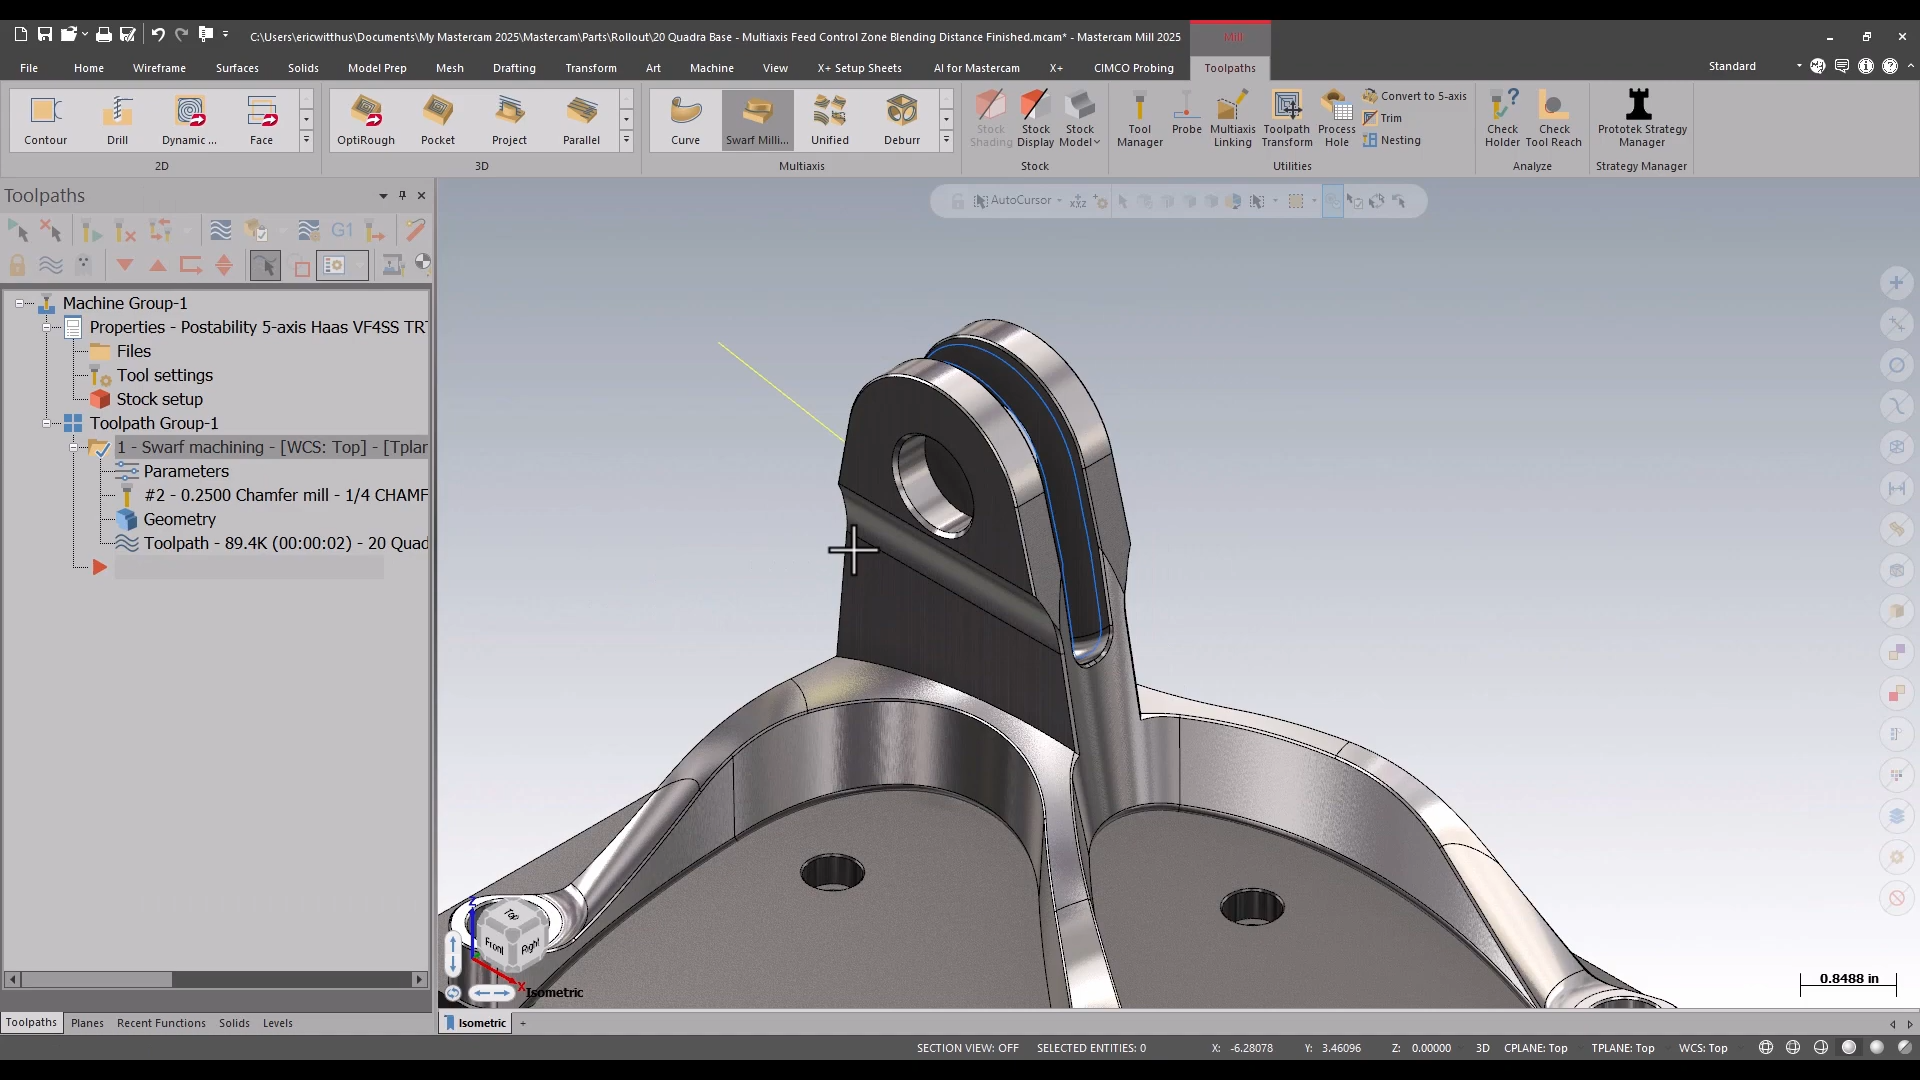 C:\Users\ericwitthus\Documents\My Mastercam 2025\Mastercam\Parts\Rollout\20 Quadra Base - Multiaxis Feed Control Zone Blending Distance Finished.mcam* - Mastercam Mill 2025
Mill
File Home Wireframe Surfaces Solids Model Prep Mesh Drafting Transform Art Machine View X+ Setup Sheets AI for Mastercam X+ CIMCO Probing Toolpaths Standard
Contour Drill Dynamic ... Face
2D
OptiRough Pocket Project Parallel
3D
Curve Swarf Milli... Unified Deburr
Multiaxis
Stock Shading Stock Display Stock Model
Stock
Tool Manager Probe Multiaxis Linking Toolpath Transform Process Hole
Convert to 5-axis
Trim
Nesting
Utilities
Check Holder Check Tool Reach
Analyze
Prototek Strategy Manager
Strategy Manager
Toolpaths
G1
AutoCursor
xyz
Machine Group-1
Properties - Postability 5-axis Haas VF4SS TR
Files
Tool settings
Stock setup
Toolpath Group-1
1 - Swarf machining - [WCS: Top] - [Tplan
Parameters
#2 - 0.2500 Chamfer mill - 1/4 CHAMF
Geometry
Toolpath - 89.4K (00:00:02) - 20 Quad
Z
Top
Front Right
X
Isometric
0.8488 in
Toolpaths Planes Recent Functions Solids Levels
Isometric +
SECTION VIEW: OFF SELECTED ENTITIES: 0 X: -6.28078 Y: 3.46096 Z: 0.00000 3D CPLANE: Top TPLANE: Top WCS: Top